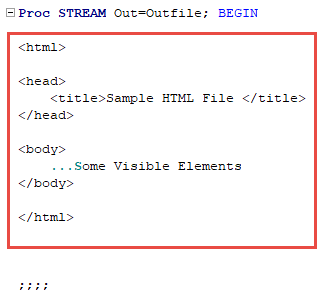 Proc STREAM Out=Outfile; BEGIN
<html>
<head>
<title>Sample HTML File </title>
</head>
<body>
...Some Visible Elements
</body>
</html>
;;;;